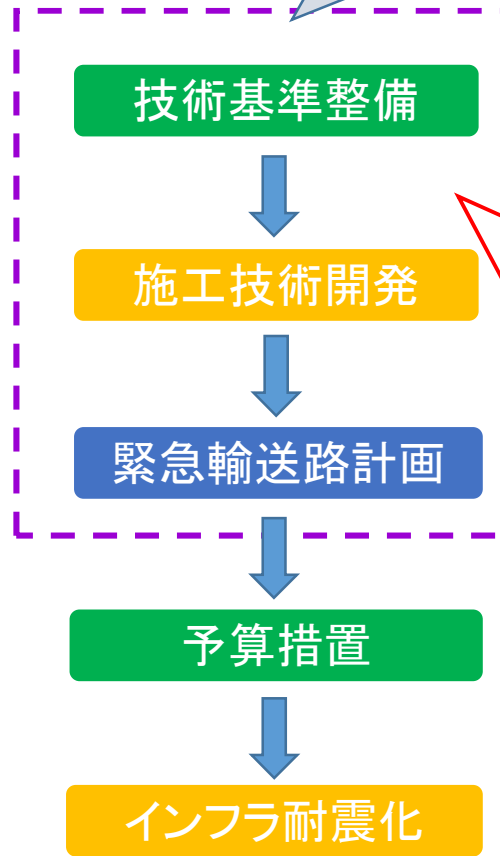 技術基準整備
施工技術開発
緊急輸送路計画
予算措置
インフラ耐震化